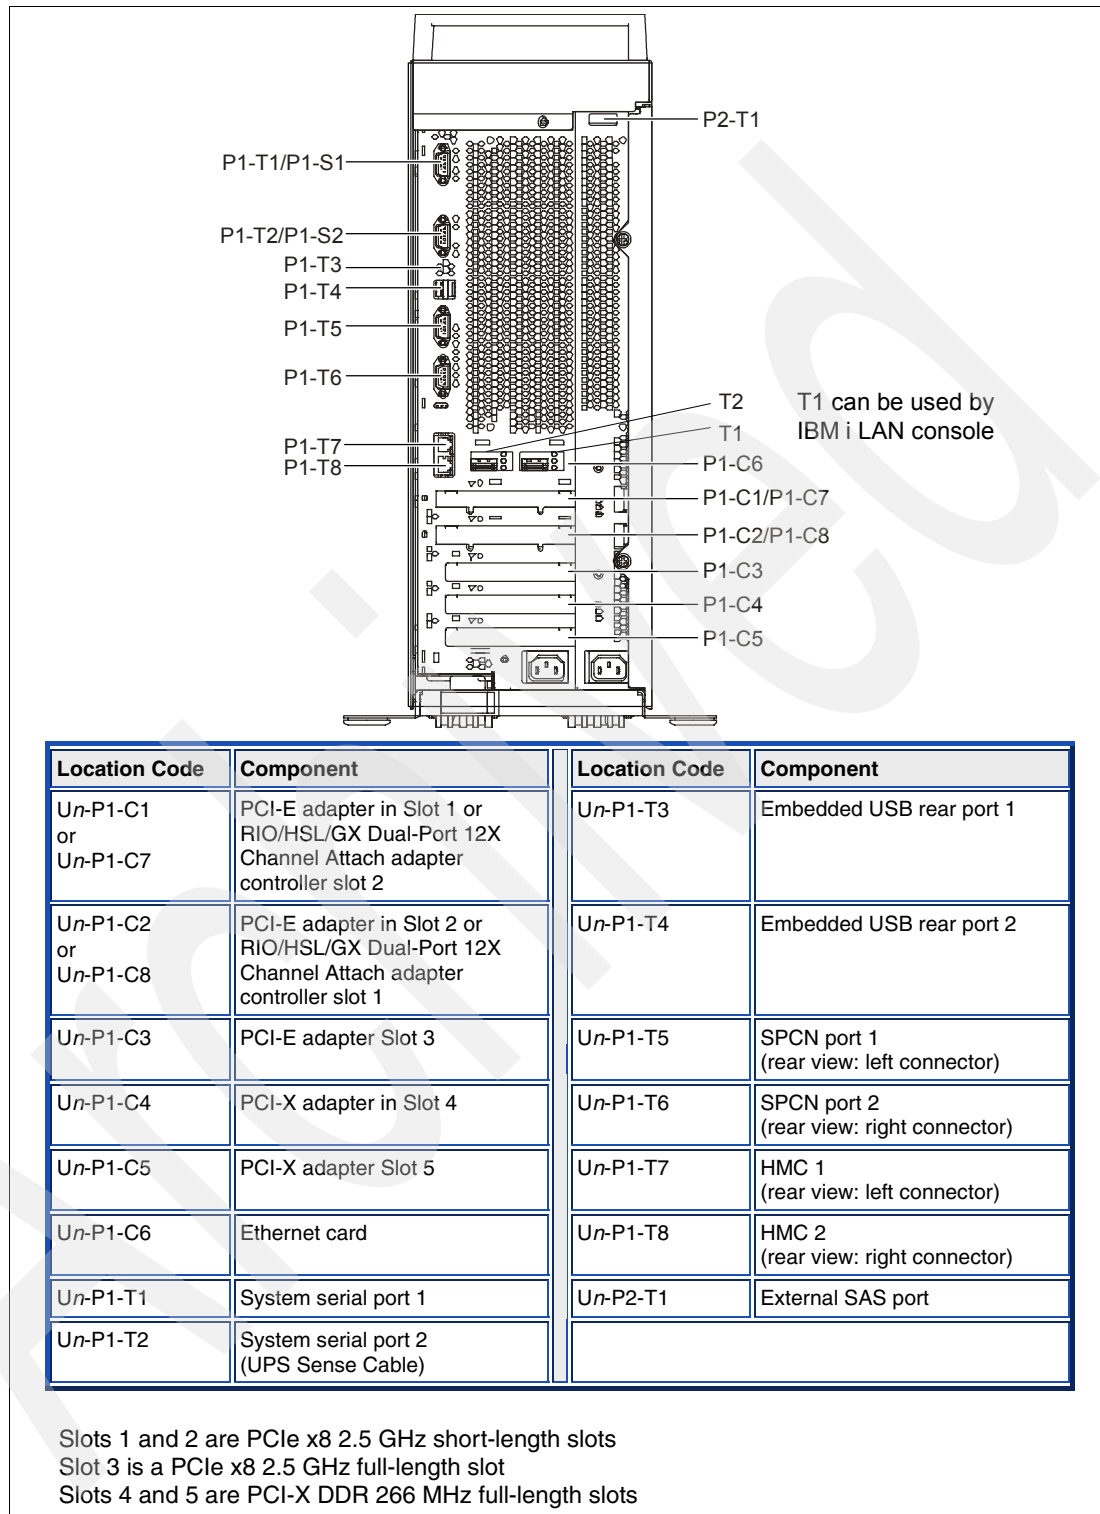 P2-T1
P1-T1/P1-S1
P1-T2/P1-S2
P1-T3
P1-T4
P1-T5
P1-T6
T2
T1
T1 can be used by
IBM i LAN console
P1-T7
P1-T8
P1-C6
P1-C1/P1-C7
P1-C2/P1-C8
P1-C3
P1-C4
P1-C5
Location Code Component Location Code Component
Un-P1-C1
or
Un-P1-C7
PCI-E adapter in Slot 1 or
RIO/HSL/GX Dual-Port 12X
Channel Attach adapter
controller slot 2
Un-P1-T3
Embedded USB rear port 1
Un-P1-C2
or
Un-P1-C8
PCI-E adapter in Slot 2 or
RIO/HSL/GX Dual-Port 12X
Channel Attach adapter
controller slot 1
Un-P1-T4
Embedded USB rear port 2
Un-P1-C3
PCI-E adapter Slot 3
Un-P1-T5
SPCN port 1
(rear view: left connector)
Un-P1-C4
PCI-X adapter in Slot 4
Un-P1-T6
SPCN port 2
(rear view: right connector)
Un-P1-C5
PCI-X adapter Slot 5
Un-P1-T7
HMC 1
(rear view: left connector)
Un-P1-C6
Ethernet card
Un-P1-T8
HMC 2
(rear view: right connector)
Un-P1-T1
System serial port 1
Un-P2-T1
External SAS port
Un-P1-T2
System serial port 2
(UPS Sense Cable)
Slots 1 and 2 are PCIe x8 2.5 GHz short-length slots
Slot 3 is a PCIe x8 2.5 GHz full-length slot
Slots 4 and 5 are PCI-X DDR 266 MHz full-length slots
Archived